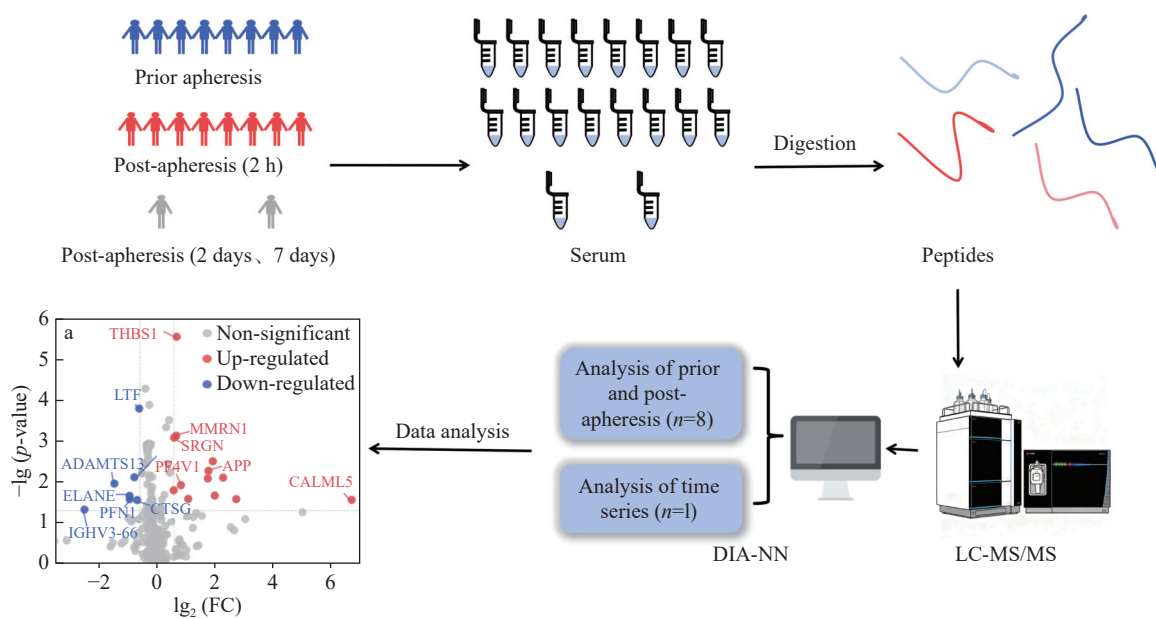 Prior apheresis
Post-apheresis (2 h)
Post-apheresis (2 days、7 days)
Serum
Digestion
Peptides
LC-MS/MS
DIA-NN
Analysis of prior
and post-
apheresis (n=8)
Analysis of time
series (n=l)
Data analysis
a
Non-significant
Up-regulated
Down-regulated
THBS1
LTF
MMRN1
SRGN
ADAMTS13
PF4V1
APP
CALML5
ELANE
PFN1
CTSG
IGHV3-66
6
5
4
3
2
1
0
−lg (p-value)
−2
0
2
4
6
lg₂ (FC)